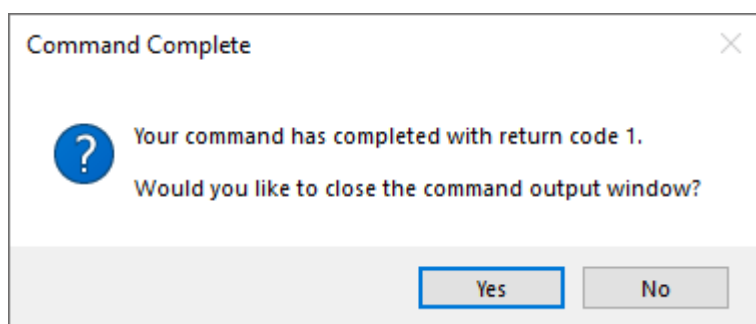 Command Complete
Your command has completed with return code 1.
Would you like to close the command output window?
Yes
No